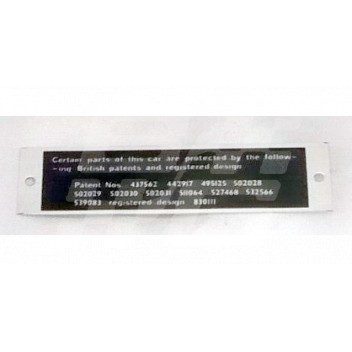 Certain parts of this car are protected by the follow-
-ing British patents and registered design
Patent Nos. 437562 442917 495125 502028
502029 502030 502031 511064 527468 532566
539083 registered design 830111